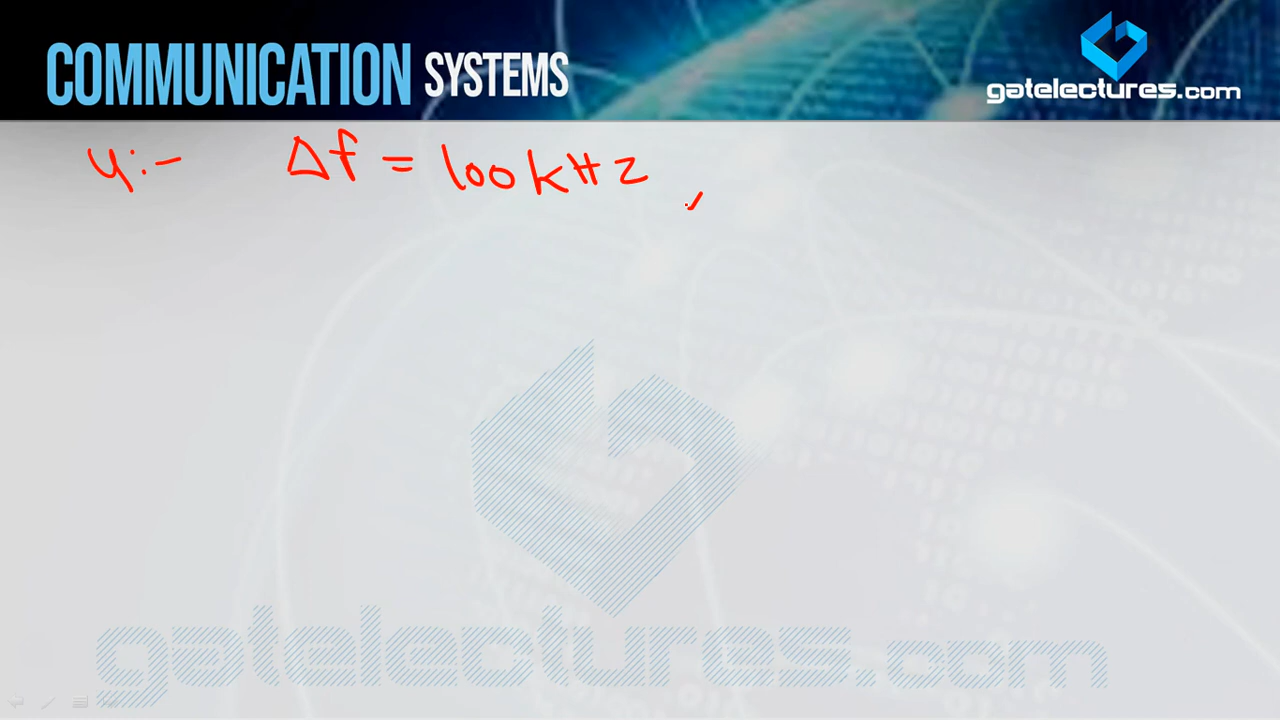 COMMUNICATION SYSTEMS
gatelectures.com
4:- Δf = 100kHz ,
gatelectures.com